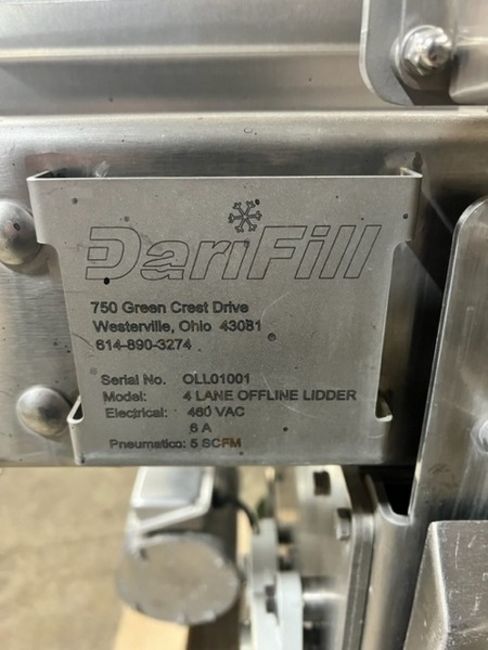 DariFill
750 Green Crest Drive
Westerville, Ohio 43081
614-890-3274
Serial No. OLL01001
Model: 4 LANE OFFLINE LIDDER
Electrical: 460 VAC
6 A
Pneumatic: 5 SCFM